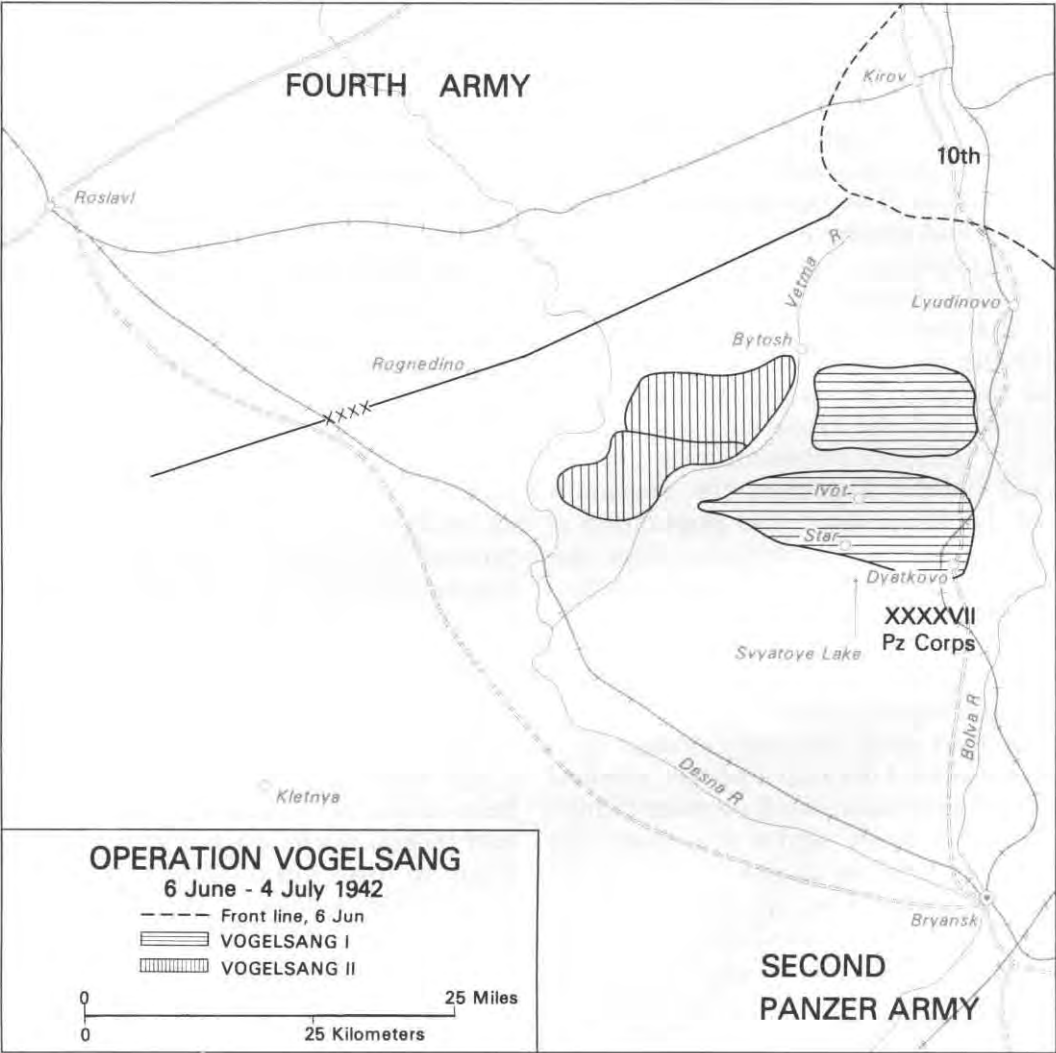 FOURTH ARMY
Kirov
10th
Roslavl
Vetma R
Lyudinovo
Bytosh
Rognedino
XXXX
Ivot
Star
Dyatkovo
XXXXVII
Pz Corps
Svyatoye Lake
Bolva R
Desna R
Kletnya
OPERATION VOGELSANG
6 June - 4 July 1942
Front line, 6 Jun
VOGELSANG I
VOGELSANG II
0 25 Miles
0 25 Kilometers
Bryansk
SECOND
PANZER ARMY